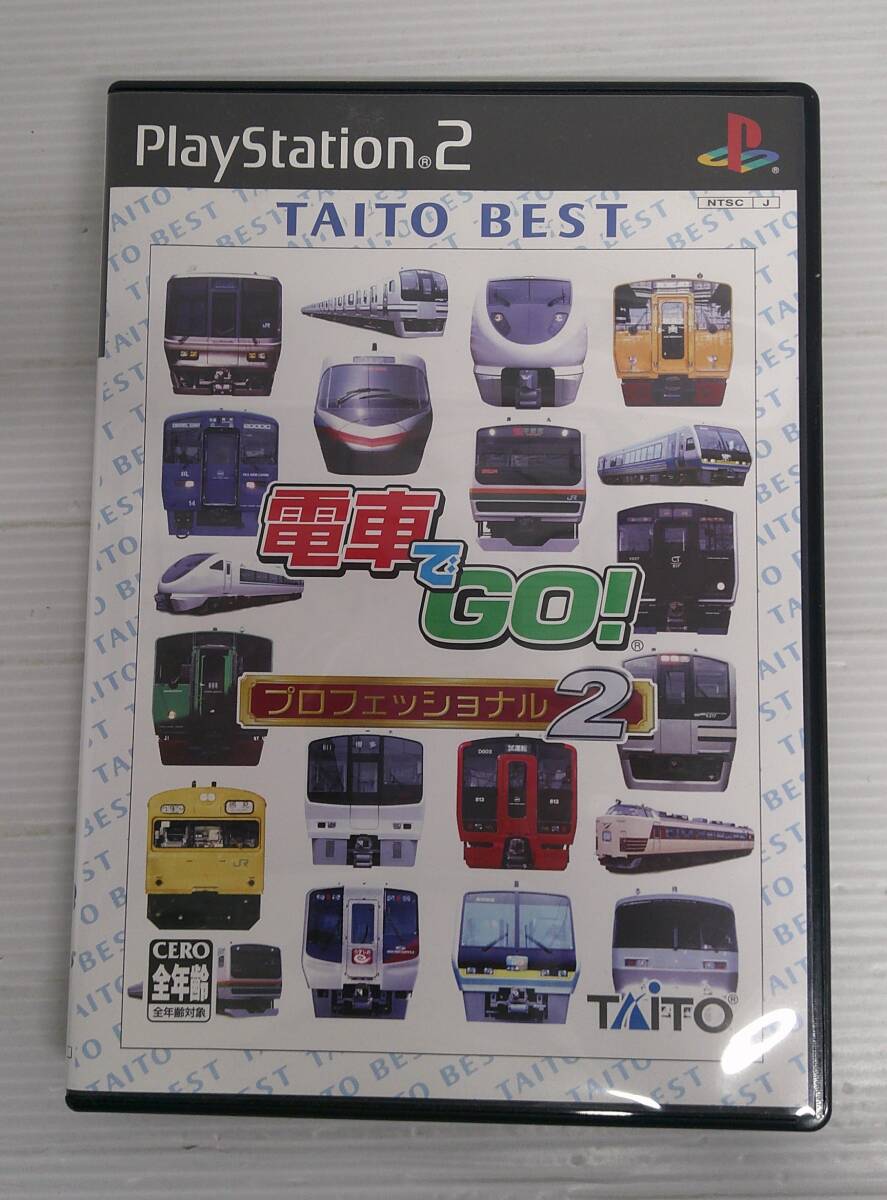 PlayStation®2
NTSC J
TAITO BEST
電車でGO!®
プロフェッショナル2
CERO
全年齢
全年齢対象
TAITO®